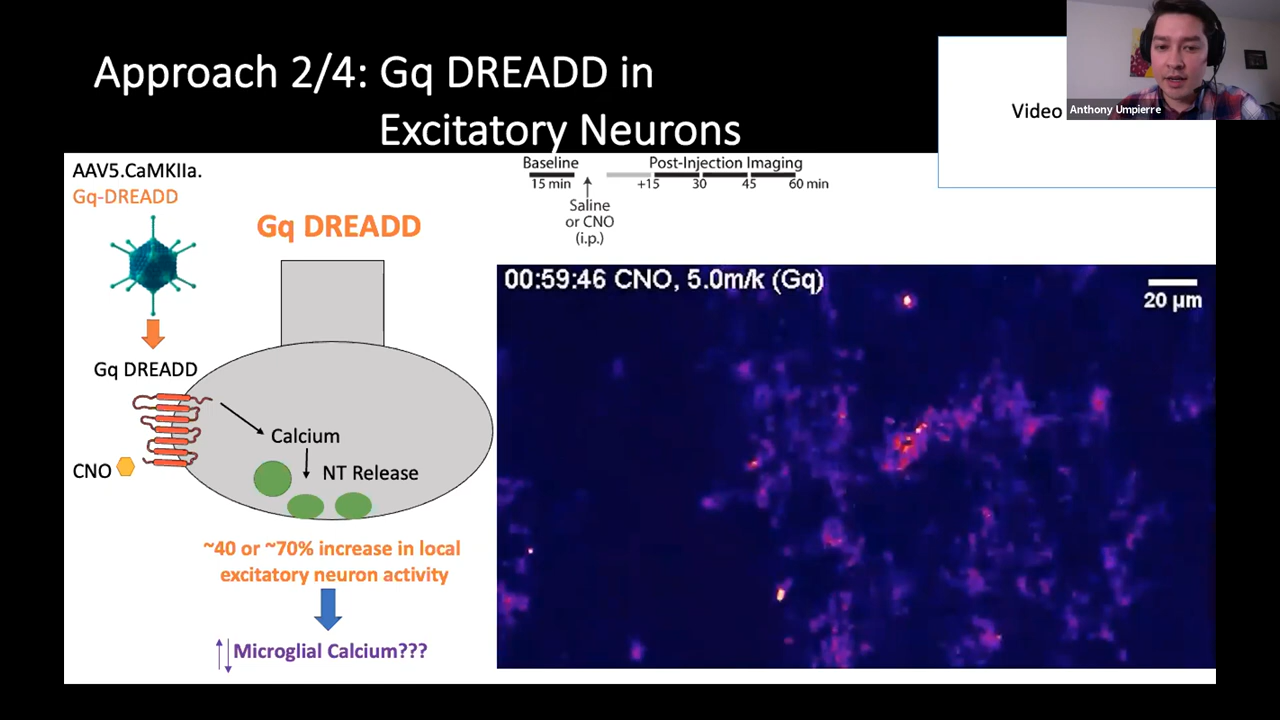 Approach 2/4: Gq DREADD in
Excitatory Neurons
Video
Anthony Umpierre
AAV5.CaMKIIa.
Gq-DREADD
Gq DREADD
Baseline
15 min
Saline
or CNO
(i.p.)
Post-Injection Imaging
+15 30 45 60 min
00:59:46 CNO, 5.0m/k (Gq)
20 µm
Gq DREADD
Calcium
NT Release
CNO
~40 or ~70% increase in local
excitatory neuron activity
Microglial Calcium???